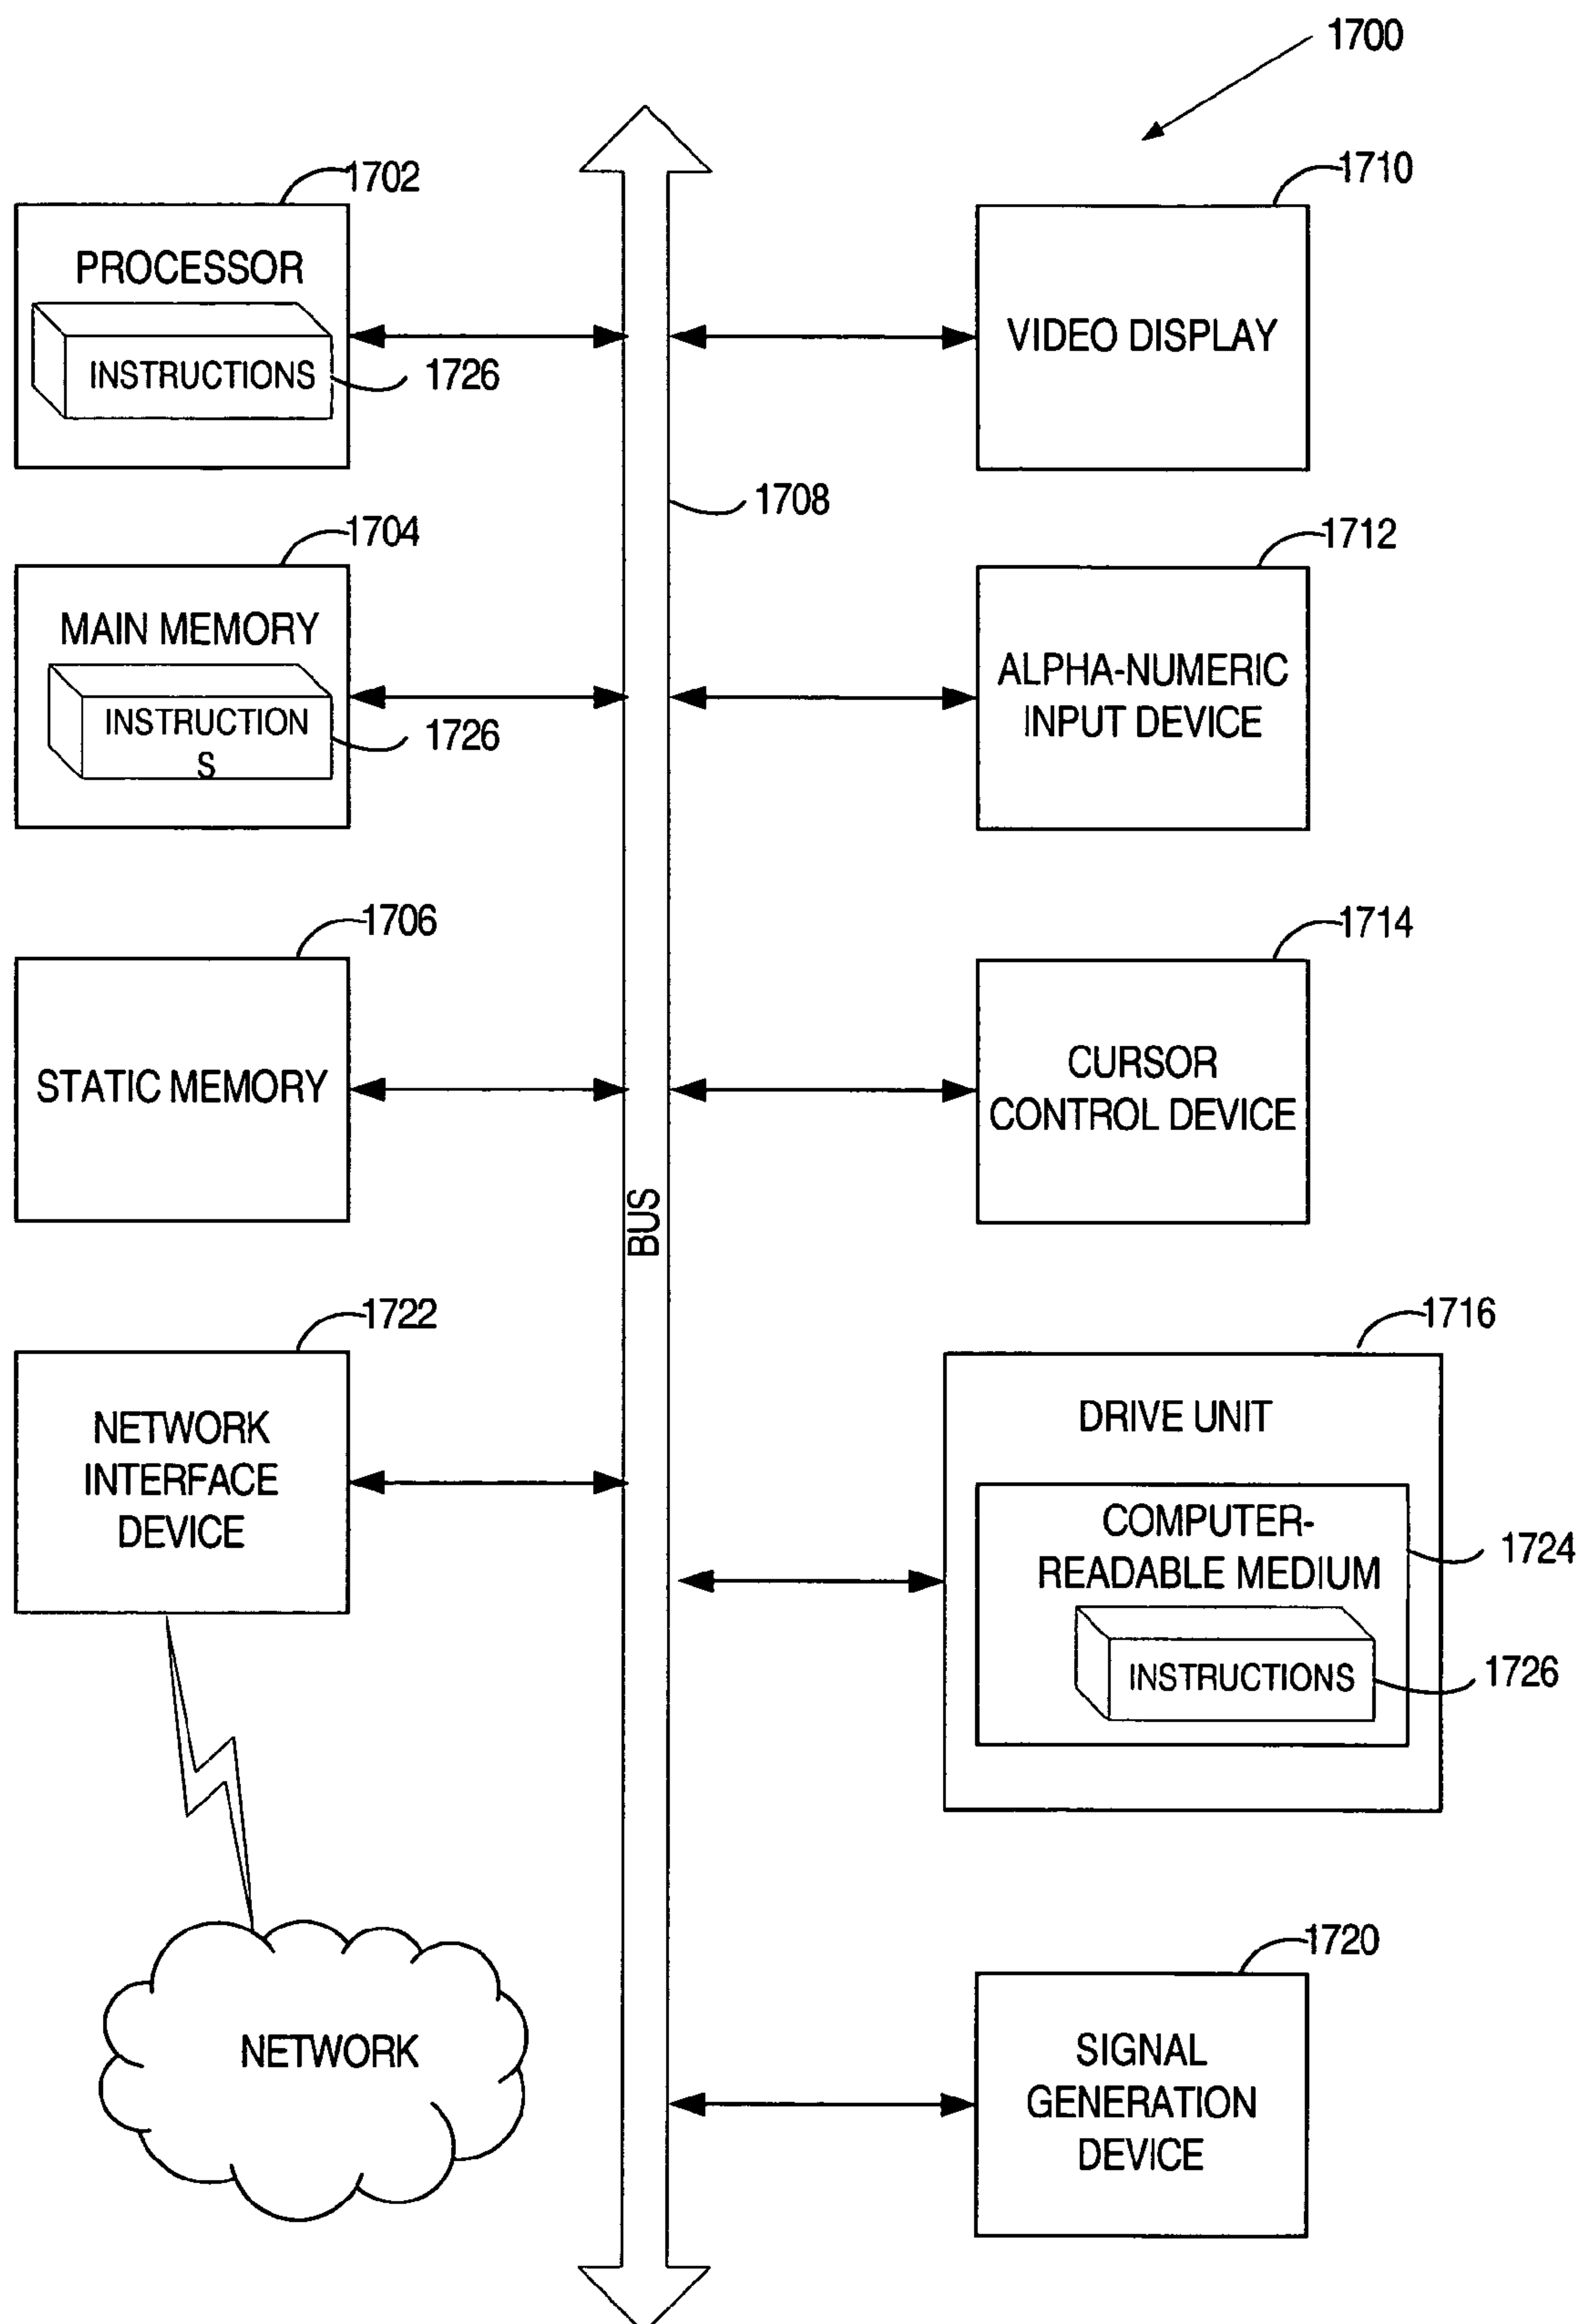 1700
1702
PROCESSOR
INSTRUCTIONS
1726
1704
MAIN MEMORY
INSTRUCTION
S
1726
1706
STATIC MEMORY
1722
NETWORK
INTERFACE
DEVICE
NETWORK
1708
BUS
1710
VIDEO DISPLAY
1712
ALPHA-NUMERIC
INPUT DEVICE
1714
CURSOR
CONTROL DEVICE
1716
DRIVE UNIT
COMPUTER-
READABLE MEDIUM
1724
INSTRUCTIONS
1726
1720
SIGNAL
GENERATION
DEVICE